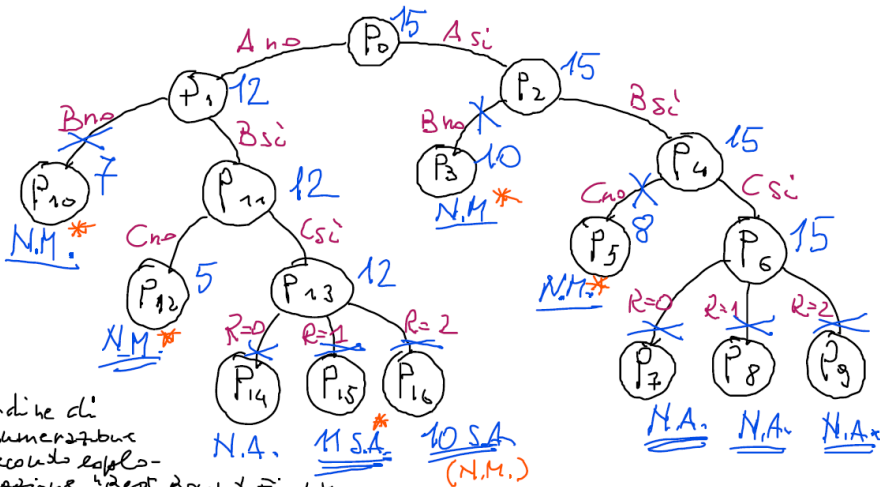 P0 15
A no
A sì
P1 12
P2 15
B no
B sì
B no
B sì
P10 7
N.M.*
P11 12
P3 10
N.M*
P4 15
C no
C sì
C no
C sì
P12 5
N.M.*
P13 12
P5 8
N.M.*
P6 15
R=0
R=1
R=2
R=0
R=1
R=2
P14
P15
P16
P7
P8
P9
N.A.
11 S.A.*
10 S.A
(N.M.)
N.A.
N.A.
N.A.
dine di
secondo esplo-